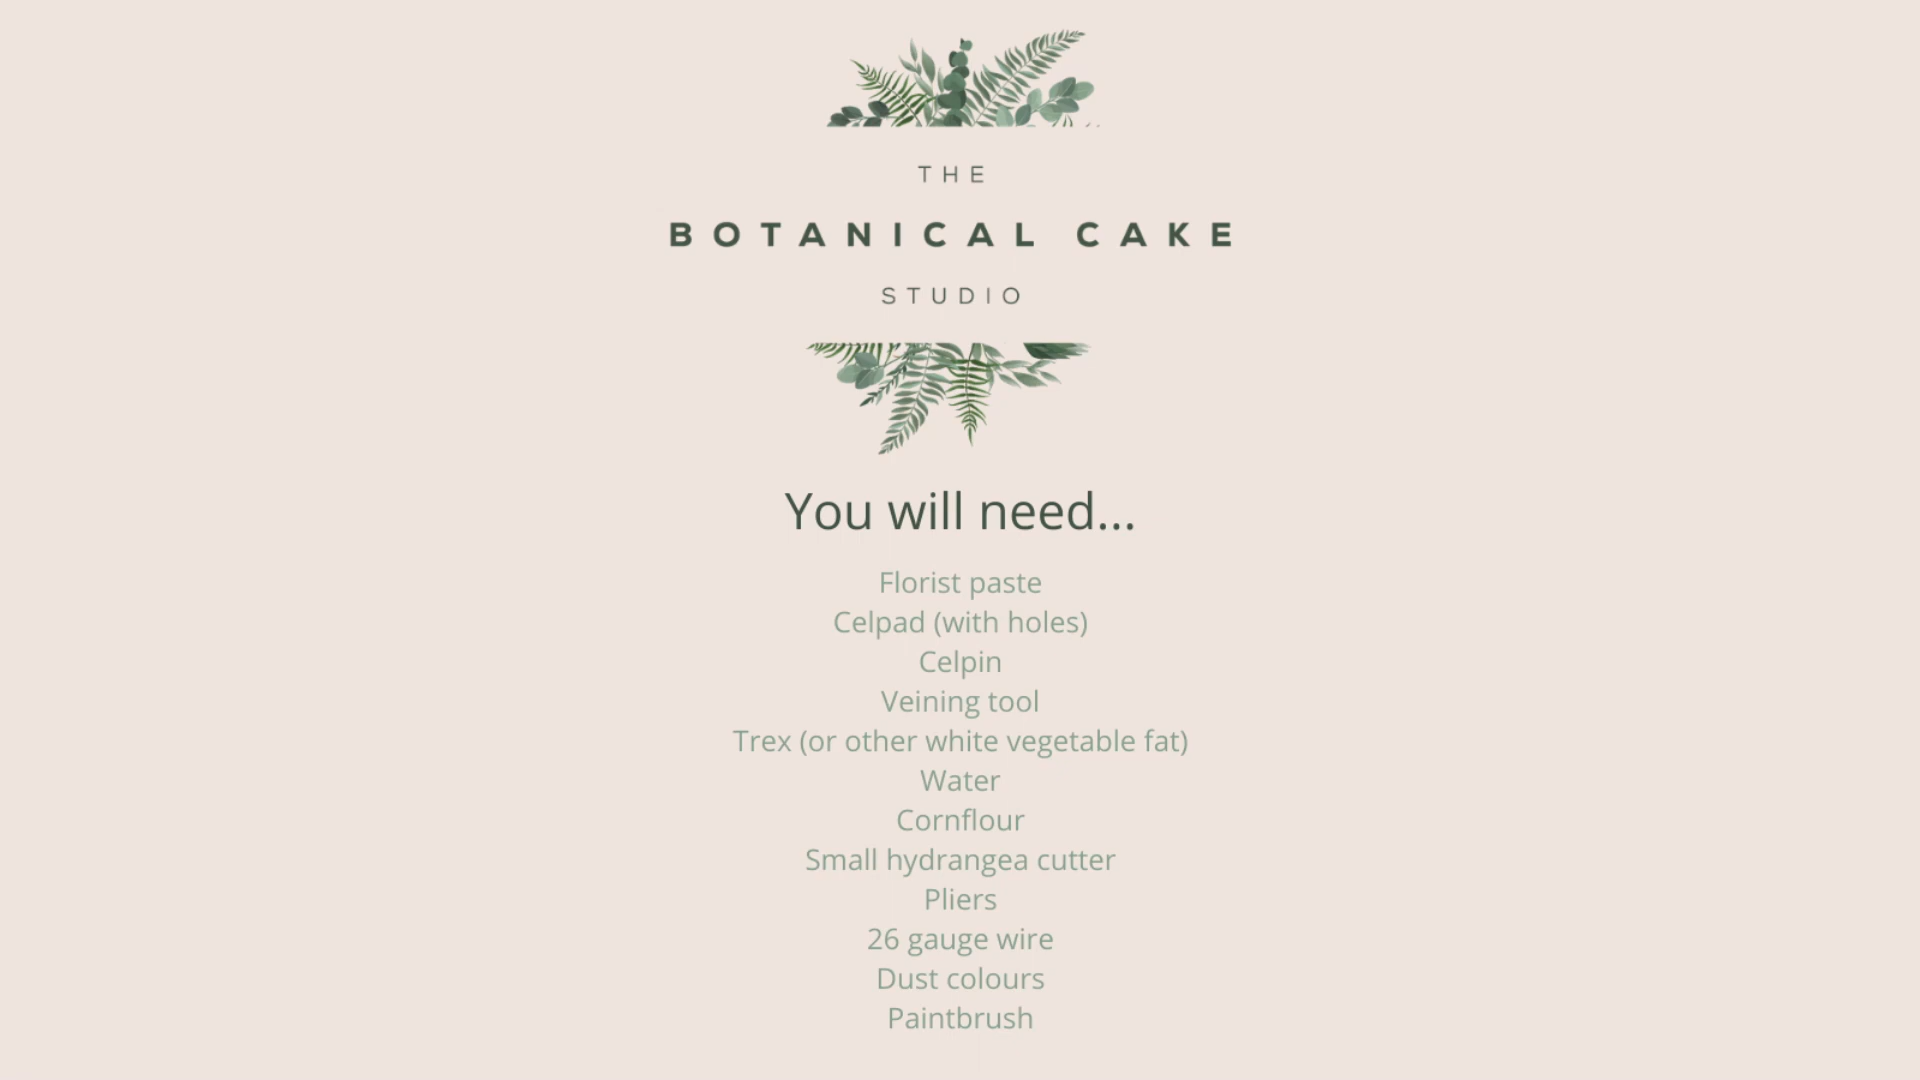 THE
BOTANICAL CAKE
STUDIO
You will need...
Florist paste
Celpad (with holes)
Celpin
Veining tool
Trex (or other white vegetable fat)
Water
Cornflour
Small hydrangea cutter
Pliers
26 gauge wire
Dust colours
Paintbrush